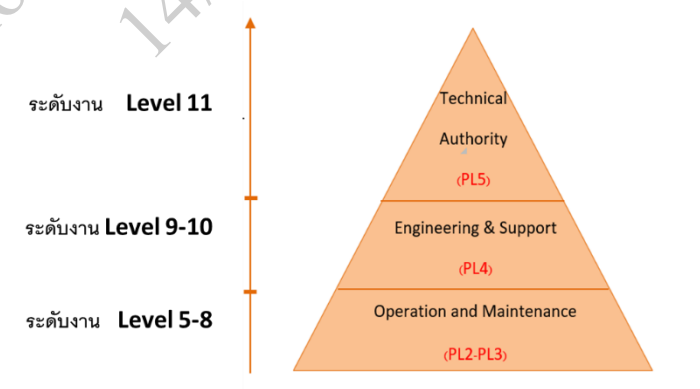 14/
ระดับงาน Level 11
Technical
Authority
(PL5)
ระดับงาน Level 9-10
Engineering & Support
(PL4)
ระดับงาน Level 5-8
Operation and Maintenance
(PL2-PL3)